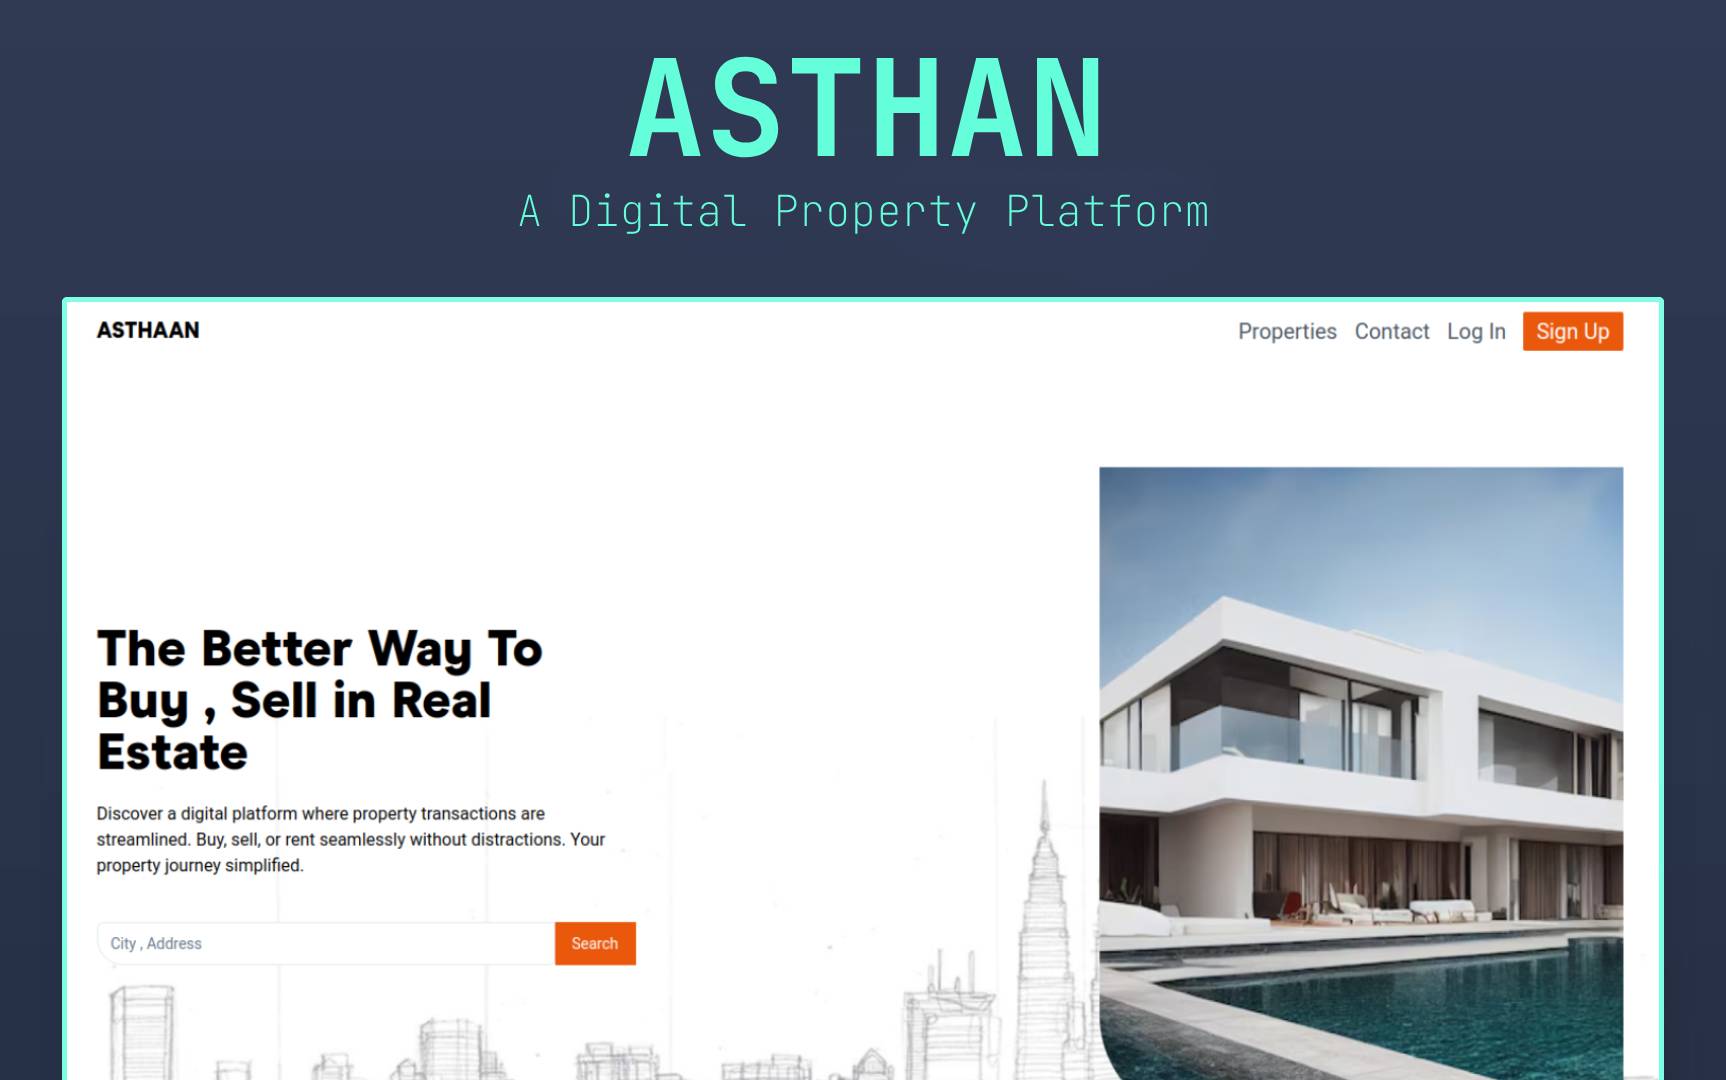 ASTHAN
A Digital Property Platform
ASTHAAN
Properties Contact Log In Sign Up
The Better Way To
Buy , Sell in Real
Estate
Discover a digital platform where property transactions are
streamlined. Buy, sell, or rent seamlessly without distractions. Your
property journey simplified.
City , Address Search